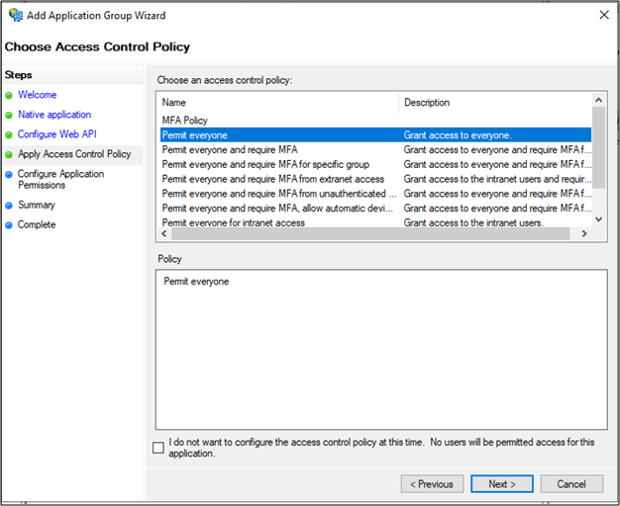 Add Application Group Wizard
Choose Access Control Policy
Steps
Welcome
Native application
Configure Web API
Apply Access Control Policy
Configure Application
Permissions
Summary
Complete
Choose an access control policy:
Name Description
MFA Policy
Permit everyone Grant access to everyone.
Permit everyone and require MFA Grant access to everyone and require MFA f...
Permit everyone and require MFA for specific group Grant access to everyone and require MFA f...
Permit everyone and require MFA from extranet access Grant access to the intranet users and requir...
Permit everyone and require MFA from unauthenticated ... Grant access to everyone and require MFA f...
Permit everyone and require MFA, allow automatic devi... Grant access to everyone and require MFA f...
Permit everyone for intranet access Grant access to the intranet users.
Policy
Permit everyone
I do not want to configure the access control policy at this time. No users will be permitted access for this
application.
< Previous Next > Cancel